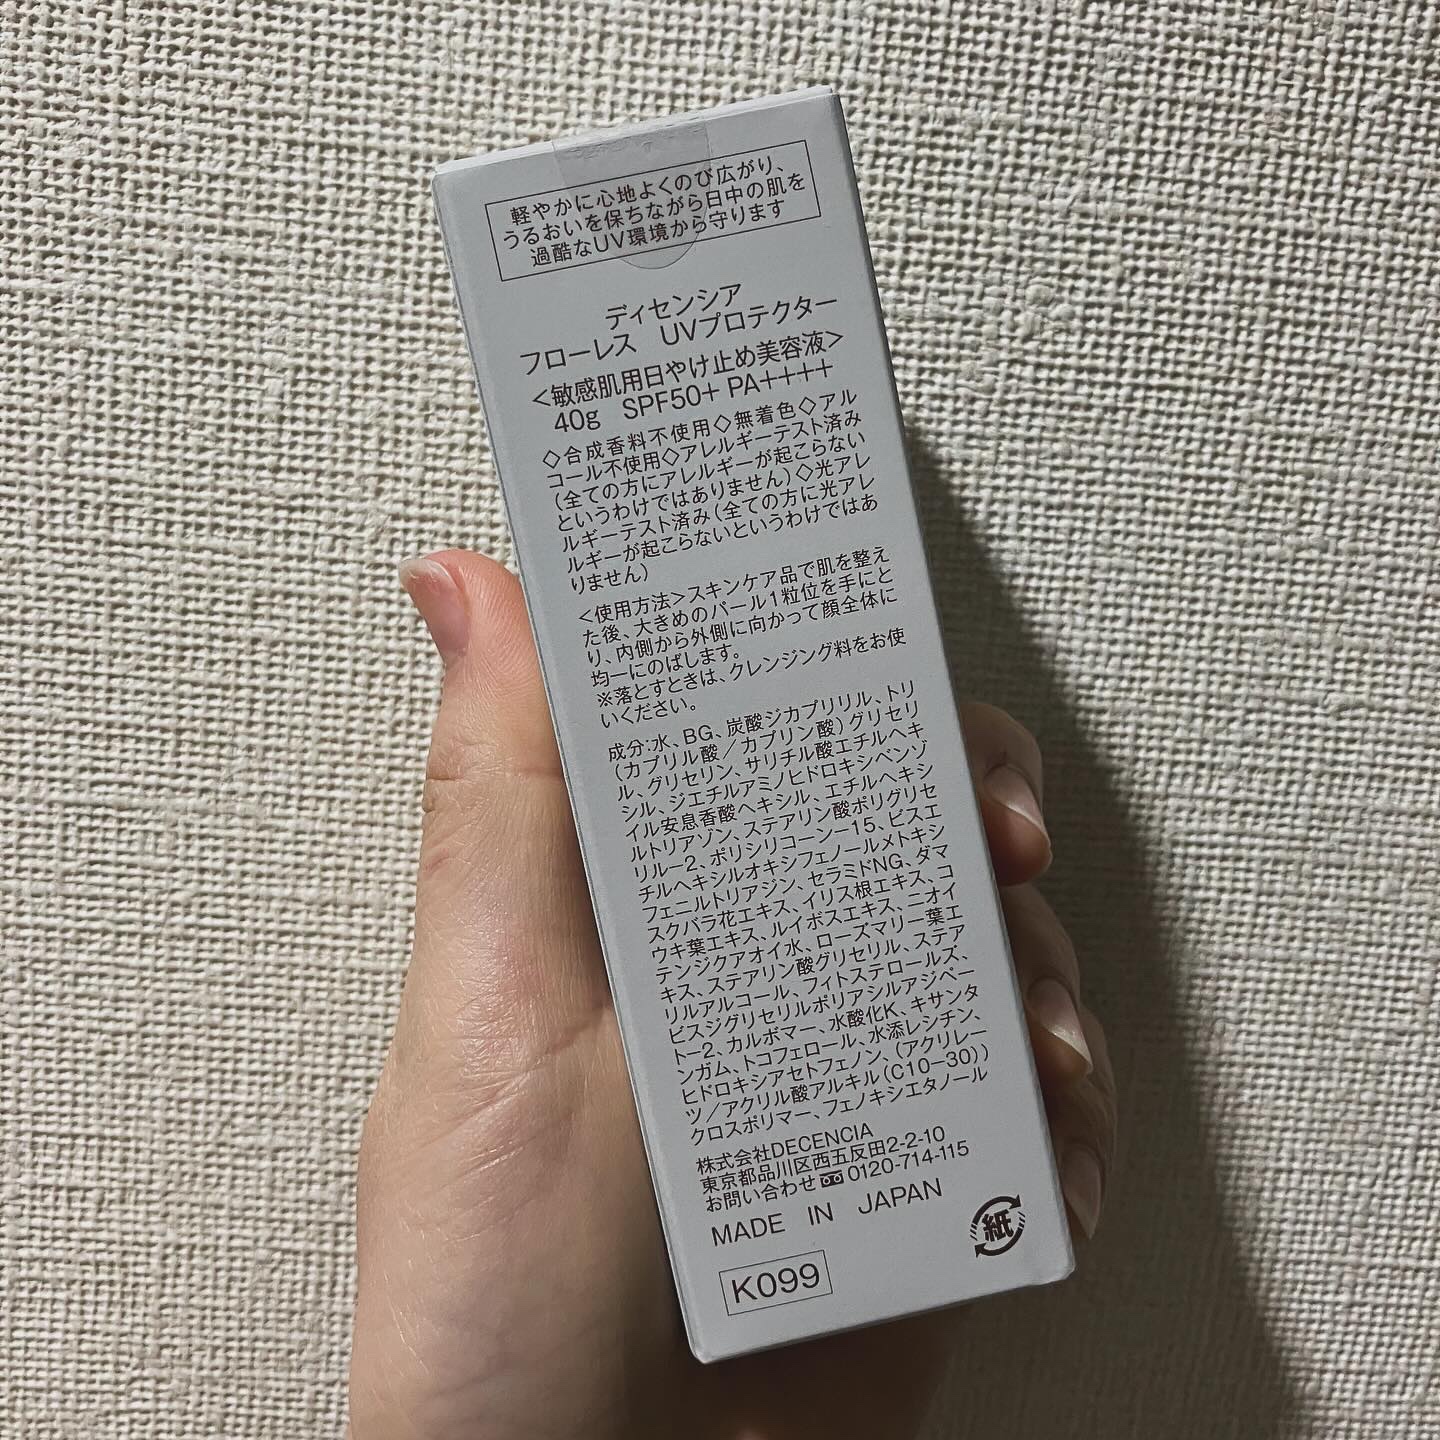 軽やかに心地よくのび広がり、
うるおいを保ちながら日中の肌を
過酷なUV環境から守ります
ディセンシア
フローレス UVプロテクター
<敏感肌用日やけ止め美容液>
40g SPF50+ PA++++
◇合成香料不使用◇無着色◇アル
コール不使用◇アレルギーテスト済み
(全ての方にアレルギーが起こらない
というわけではありません)◇光アレ
ルギーテスト済み(全ての方に光アレ
ルギーが起こらないというわけではあ
りません)
<使用方法>スキンケア品で肌を整え
た後、大きめのパール1粒位を手にと
り、内側から外側に向かって顔全体に
均一にのばします。
※落とすときは、クレンジング料をお使
いください。
成分:水、BG、炭酸ジカプリリル、トリ
(カプリル酸/カプリン酸)グリセリ
ル、グリセリン、サリチル酸エチルヘキ
シル、ジエチルアミノヒドロキシベンゾ
イル安息香酸ヘキシル、エチルヘキシ
ルトリアゾン、ステアリン酸ポリグリセ
リル-2、ポリシリコーン-15、ビスエ
チルヘキシルオキシフェノールメトキシ
フェニルトリアジン、セラミドNG、ダマ
スクバラ花エキス、イリス根エキス、コ
ウキ葉エキス、ルイボスエキス、ニオイ
テンジクアオイ水、ローズマリー葉エ
キス、ステアリン酸グリセリル、ステア
リルアルコール、フィトステロールズ、
ビスジグリセリルポリアシルアジペー
ト-2、カルボマー、水酸化K、キサンタ
ンガム、トコフェロール、水添レシチン、
ヒドロキシアセトフェノン、(アクリレー
ツ/アクリル酸アルキル(C10-30))
クロスポリマー、フェノキシエタノール
株式会社DECENCIA
東京都品川区西五反田2-2-10
お問い合わせ 0120-714-115
MADE IN JAPAN
紙
K099